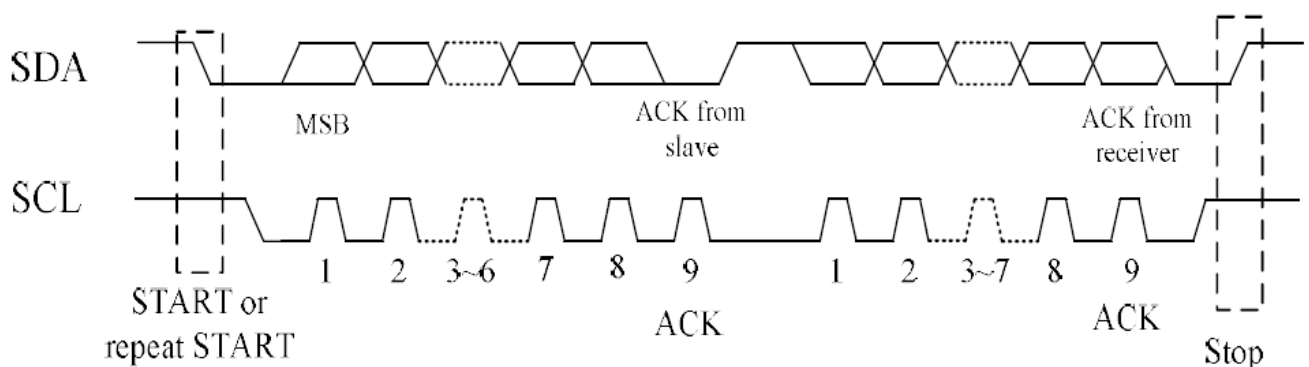 SDA
MSB
ACK from
slave
ACK from
receiver
SCL
1 2 3~6 7 8 9 1 2 3~7 8 9
START or
repeat START
ACK
ACK
Stop